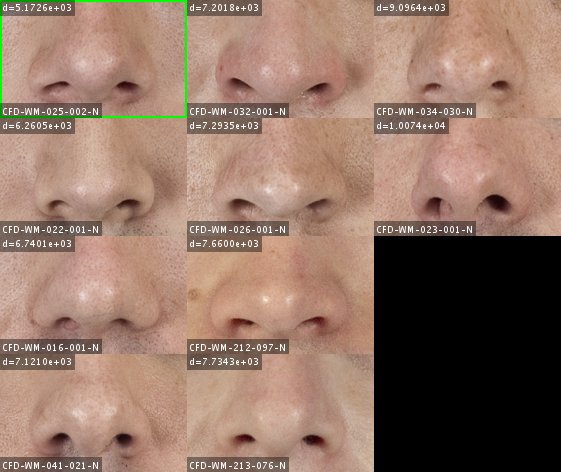 d=5.1726e+03
CFD-WM-025-002-N
d=7.2018e+03
CFD-WM-032-001-N
d=9.0964e+03
CFD-WM-034-030-N
d=6.2605e+03
CFD-WM-022-001-N
d=7.2935e+03
CFD-WM-026-001-N
d=1.0074e+04
CFD-WM-023-001-N
d=6.7401e+03
CFD-WM-016-001-N
d=7.6600e+03
CFD-WM-212-097-N
d=7.1210e+03
CFD-WM-041-021-N
d=7.7343e+03
CFD-WM-213-076-N